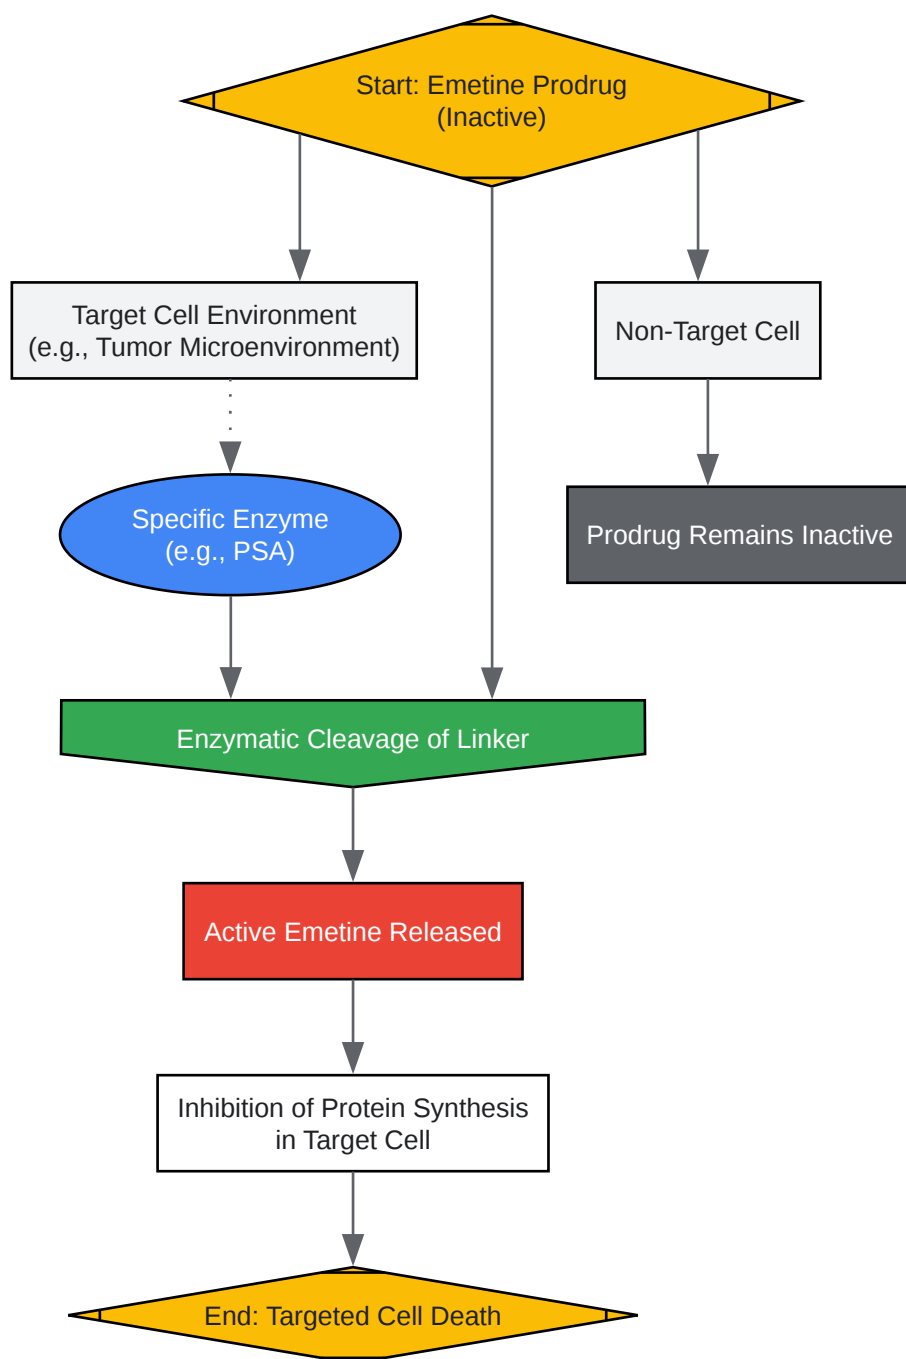 Start: Emetine Prodrug
(Inactive)
Target Cell Environment
(e.g., Tumor Microenvironment)
Non-Target Cell
Specific Enzyme
(e.g., PSA)
Prodrug Remains Inactive
Enzymatic Cleavage of Linker
Active Emetine Released
Inhibition of Protein Synthesis
in Target Cell
End: Targeted Cell Death